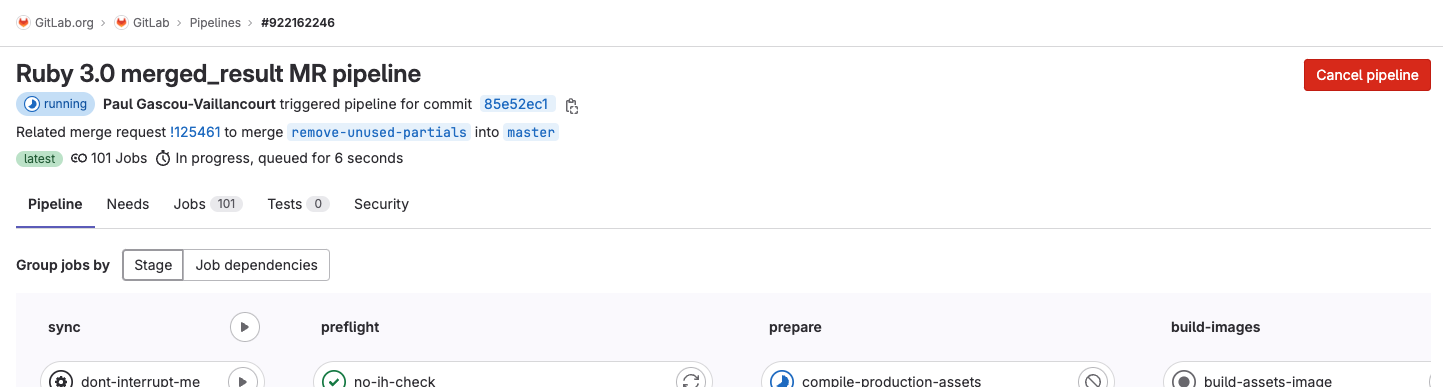 GitLab.org › GitLab › Pipelines › #922162246
Ruby 3.0 merged_result MR pipeline
Cancel pipeline
running Paul Gascou-Vaillancourt triggered pipeline for commit 85e52ec1
Related merge request !125461 to merge remove-unused-partials into master
latest 101 Jobs In progress, queued for 6 seconds
Pipeline Needs Jobs 101 Tests 0 Security
Group jobs by Stage Job dependencies
sync preflight prepare build-images
dont-interrupt-me no-jh-check compile-production-assets build-assets-image